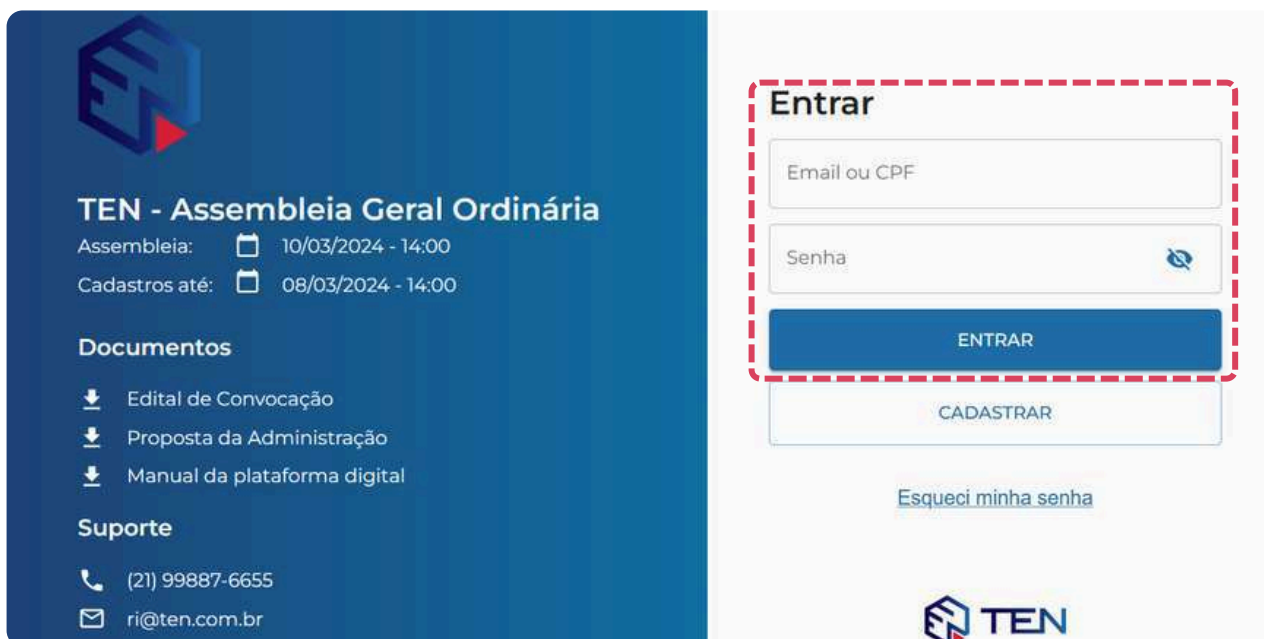 TEN - Assembleia Geral Ordinária
Assembleia: 10/03/2024 - 14:00
Cadastros até: 08/03/2024 - 14:00
Documentos
Edital de Convocação
Proposta da Administração
Manual da plataforma digital
Suporte
(21) 99887-6655
ri@ten.com.br
Entrar
Email ou CPF
Senha
ENTRAR
CADASTRAR
Esqueci minha senha
TEN